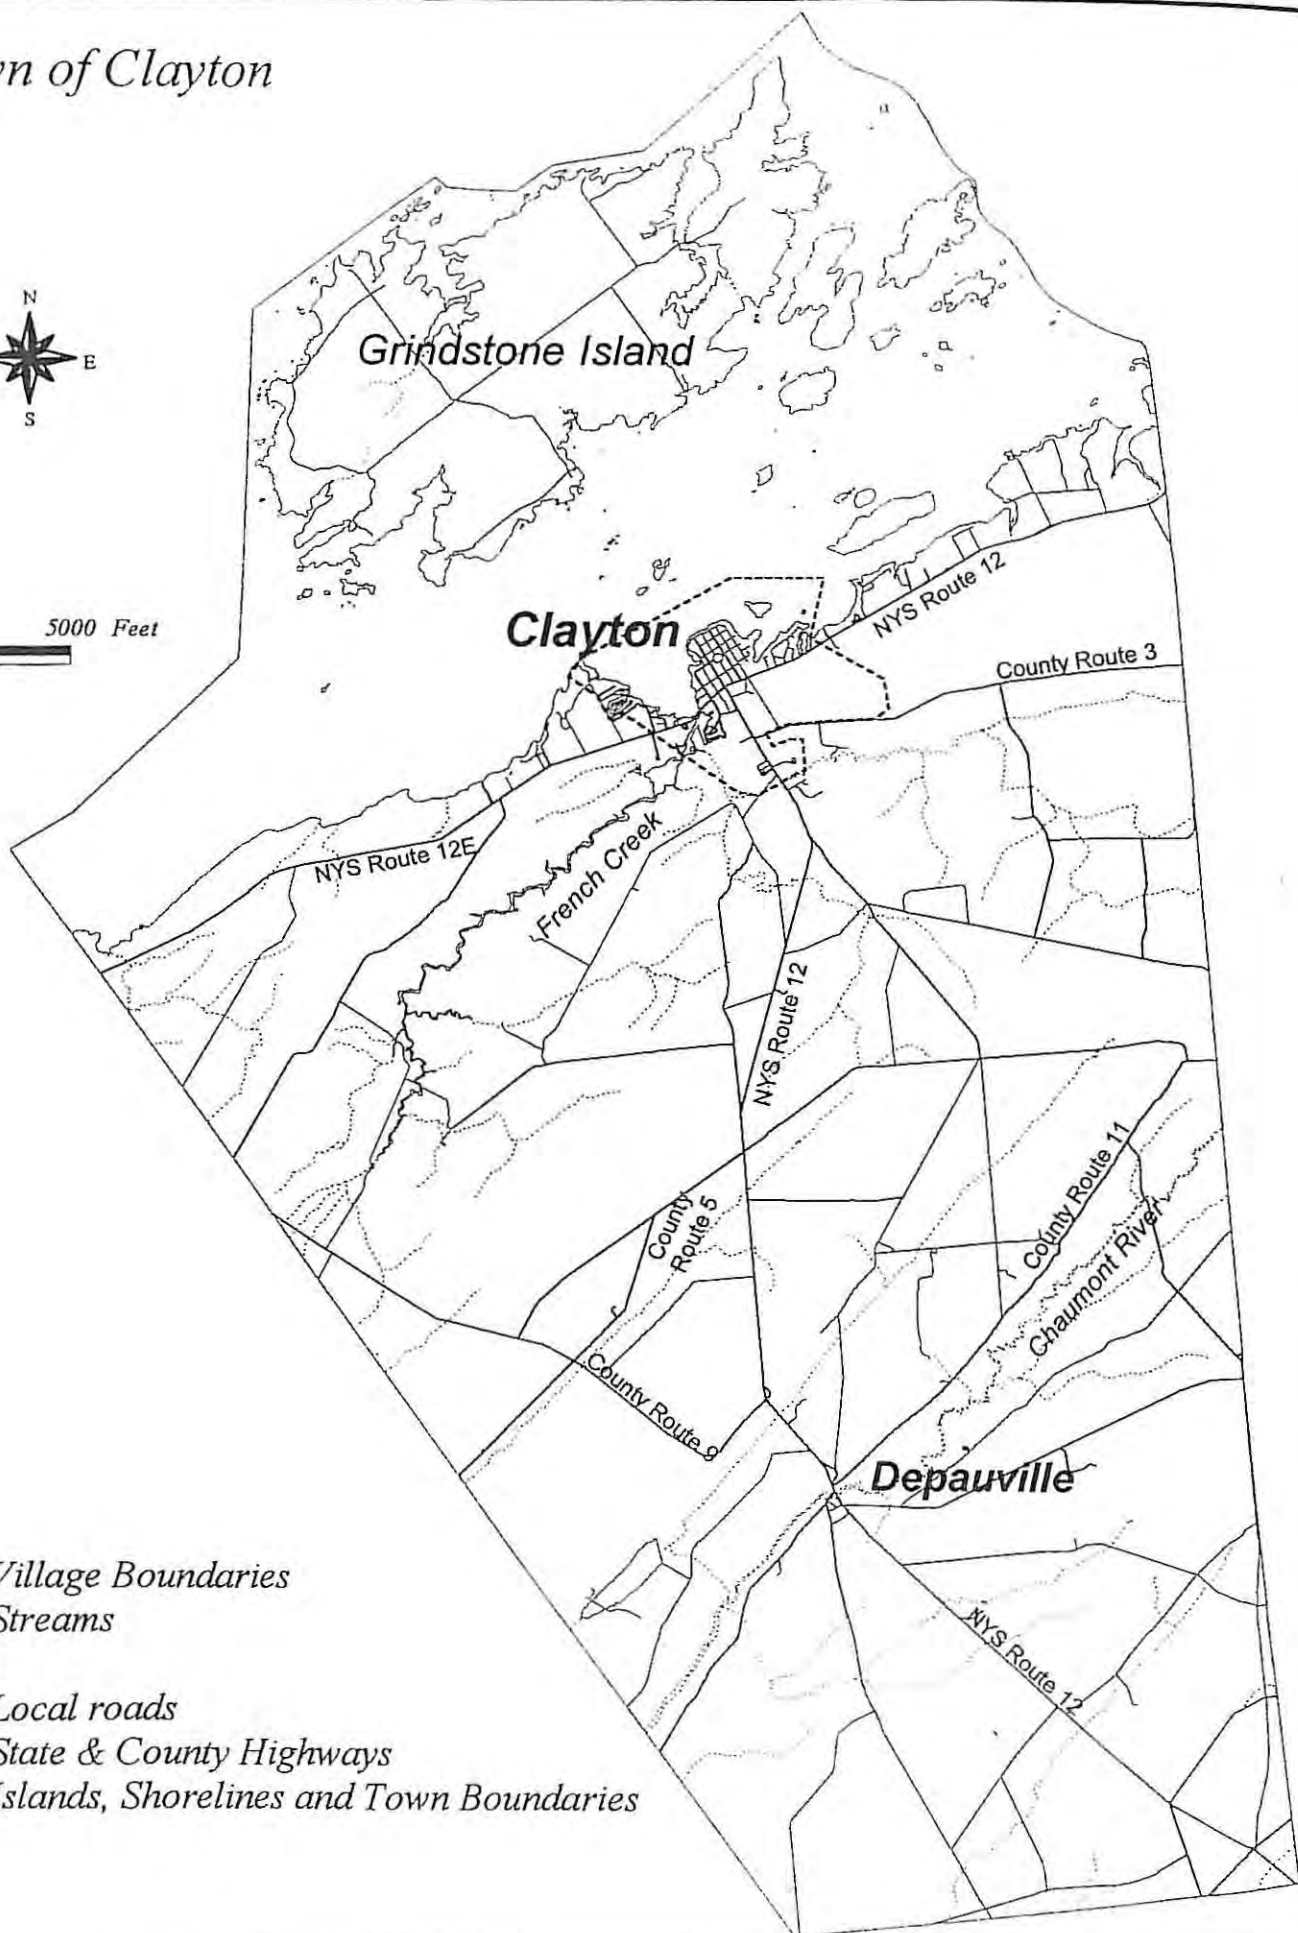 n of Clayton
N
E
S
Grindstone Island
5000 Feet
Clayton
NYS Route 12
County Route 3
NYS Route 12E
French Creek
NYS Route 12
County Route 11
County
Route 5
Chaumont River
County Route 9
Depauville
NYS Route 12
Village Boundaries
Streams
Local roads
State & County Highways
Islands, Shorelines and Town Boundaries